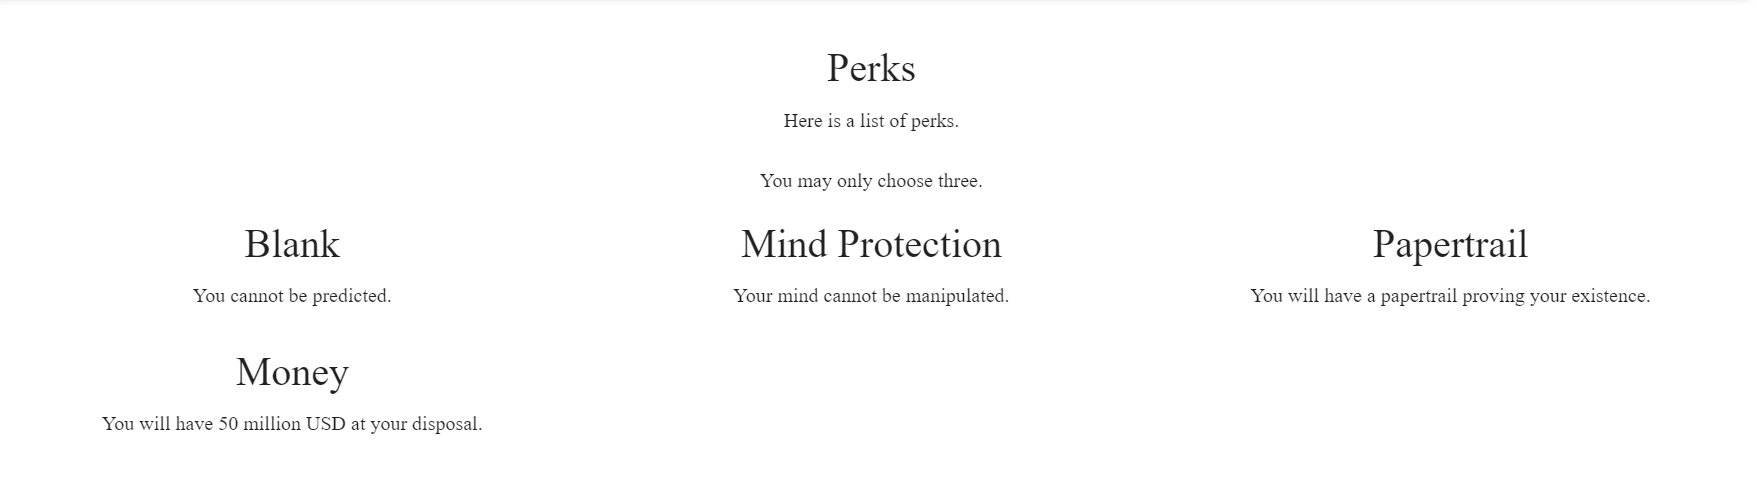 Perks
Here is a list of perks.
You may only choose three.
Blank
You cannot be predicted.
Mind Protection
Your mind cannot be manipulated.
Papertrail
You will have a papertrail proving your existence.
Money
You will have 50 million USD at your disposal.